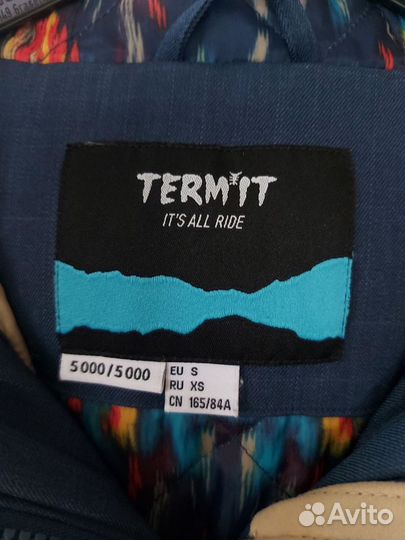 TERMIT
IT'S ALL RIDE
5000/5000
EU S
RU XS
CN 165/84A
Avito